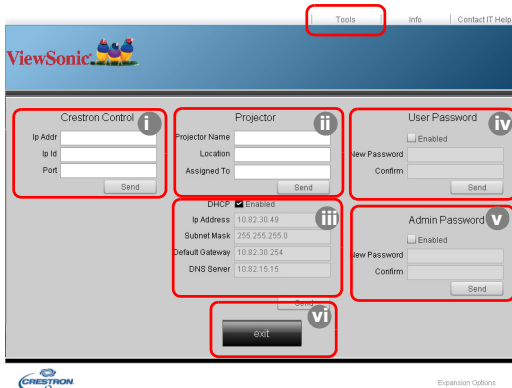 Tools Info Contact IT Help
ViewSonic
Crestron Control
i
Ip Addr
Ip Id
Port
Send
Projector
ii
Projector Name
Location
Assigned To
Send
DHCP Enabled
iii
Ip Address 10.82.30.49
Subnet Mask 255.255.255.0
Default Gateway 10.82.30.254
DNS Server 10.82.15.15
Send
User Password
iv
Enabled
New Password
Confirm
Send
Admin Password
v
Enabled
New Password
Confirm
Send
vi
exit
CRESTRON
Expansion Options